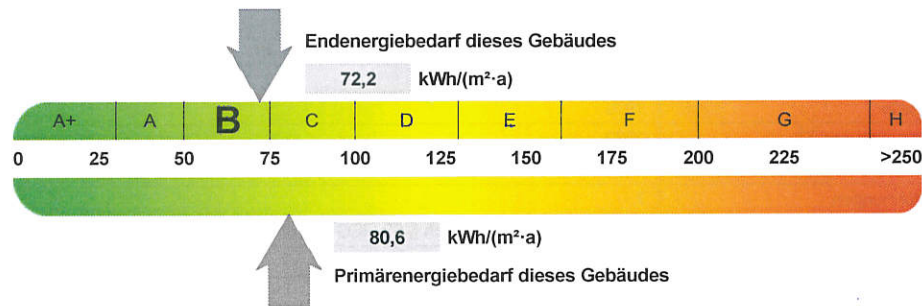 Endenergiebedarf dieses Gebäudes
72,2 kWh/(m²·a)
A+ A B C D E F G H
0 25 50 75 100 125 150 175 200 225 >250
80,6 kWh/(m²·a)
Primärenergiebedarf dieses Gebäudes